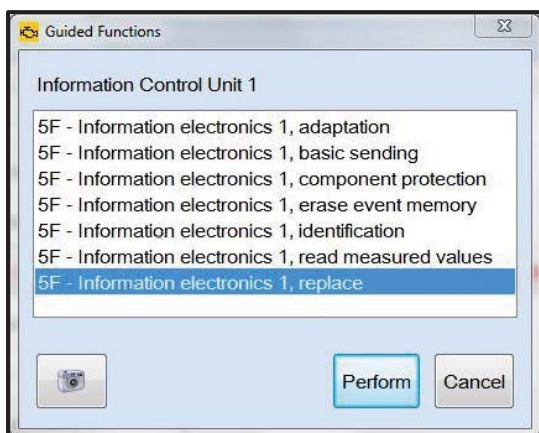 Guided Functions
Information Control Unit 1
5F - Information electronics 1, adaptation
5F - Information electronics 1, basic sending
5F - Information electronics 1, component protection
5F - Information electronics 1, erase event memory
5F - Information electronics 1, identification
5F - Information electronics 1, read measured values
5F - Information electronics 1, replace
Perform Cancel